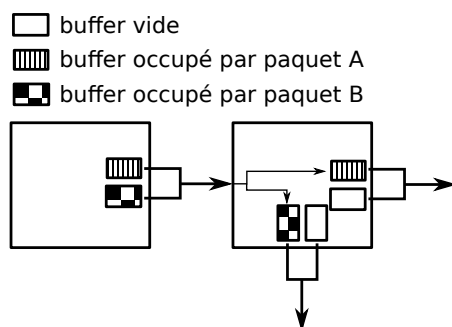 buffer vide
buffer occupé par paquet A
buffer occupé par paquet B